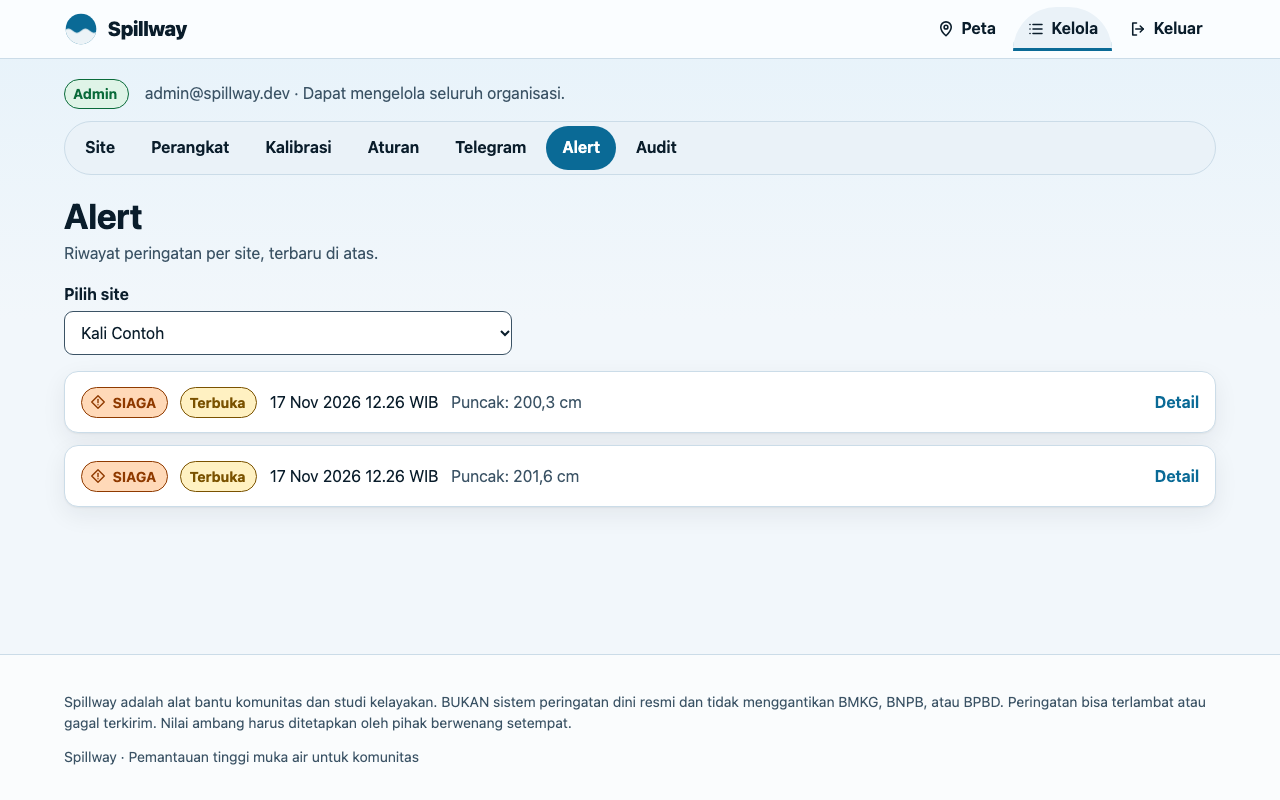 Spillway
Peta
Kelola
Keluar
Admin
admin@spillway.dev · Dapat mengelola seluruh organisasi.
Site
Perangkat
Kalibrasi
Aturan
Telegram
Alert
Audit
Alert
Riwayat peringatan per site, terbaru di atas.
Pilih site
Kali Contoh
SIAGA Terbuka 17 Nov 2026 12.26 WIB Puncak: 200,3 cm Detail
SIAGA Terbuka 17 Nov 2026 12.26 WIB Puncak: 201,6 cm Detail
Spillway adalah alat bantu komunitas dan studi kelayakan. BUKAN sistem peringatan dini resmi dan tidak menggantikan BMKG, BNPB, atau BPBD. Peringatan bisa terlambat atau
gagal terkirim. Nilai ambang harus ditetapkan oleh pihak berwenang setempat.
Spillway · Pemantauan tinggi muka air untuk komunitas